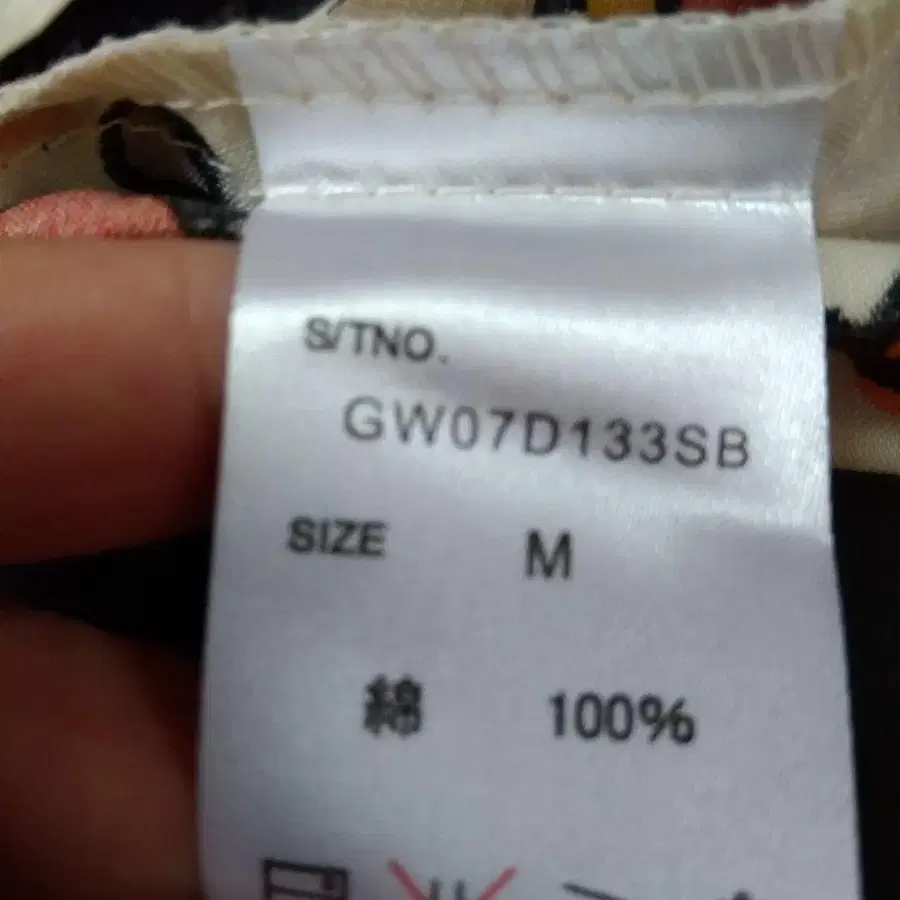 S/TNO.
GW07D133SB
SIZE M
綿 100%